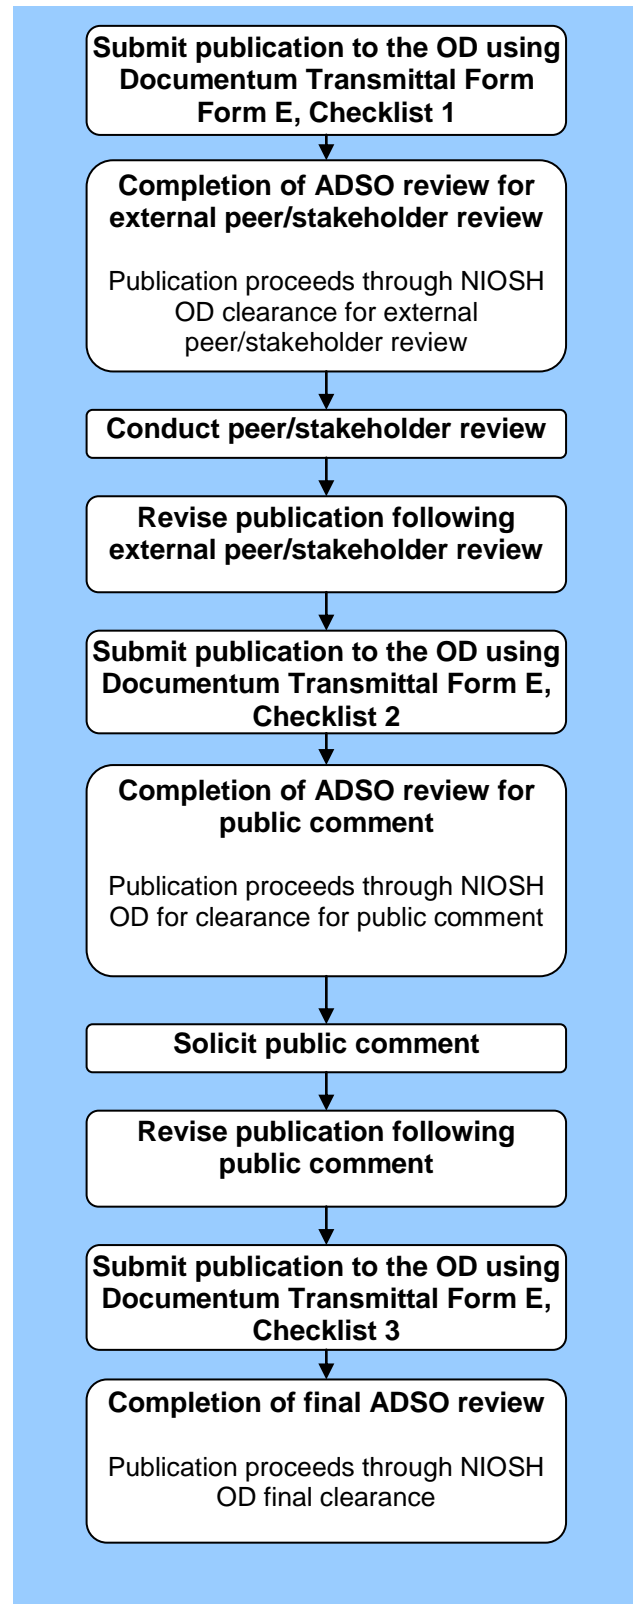 Submit publication to the OD using
Documentum Transmittal Form
Form E, Checklist 1
Completion of ADSO review for
external peer/stakeholder review
Publication proceeds through NIOSH
OD clearance for external
peer/stakeholder review
Conduct peer/stakeholder review
Revise publication following
external peer/stakeholder review
Submit publication to the OD using
Documentum Transmittal Form E,
Checklist 2
Completion of ADSO review for
public comment
Publication proceeds through NIOSH
OD for clearance for public comment
Solicit public comment
Revise publication following
public comment
Submit publication to the OD using
Documentum Transmittal Form E,
Checklist 3
Completion of final ADSO review
Publication proceeds through NIOSH
OD final clearance